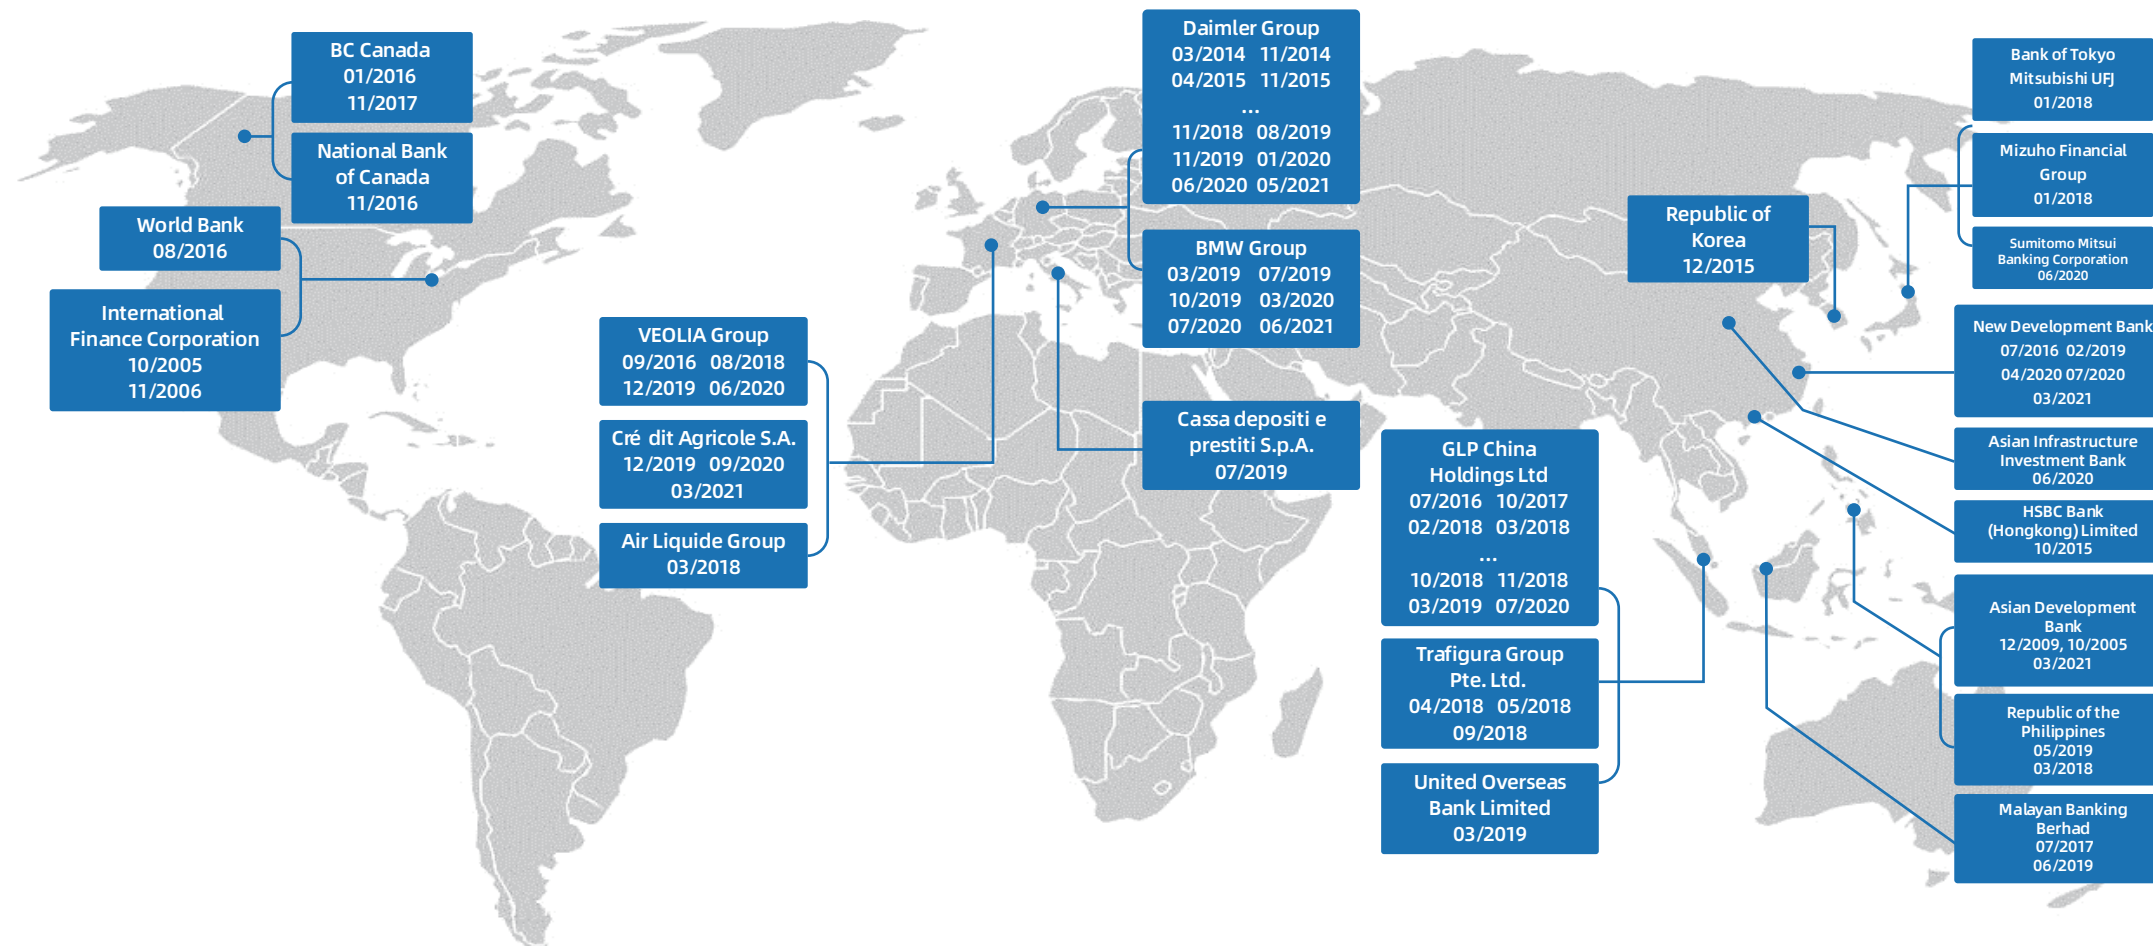 BC Canada
01/2016
11/2017
National Bank
of Canada
11/2016
World Bank
08/2016
International
Finance Corporation
10/2005
11/2006
VEOLIA Group
09/2016 08/2018
12/2019 06/2020
Cré dit Agricole S.A.
12/2019 09/2020
03/2021
Air Liquide Group
03/2018
Daimler Group
03/2014 11/2014
04/2015 11/2015
...
11/2018 08/2019
11/2019 01/2020
06/2020 05/2021
BMW Group
03/2019 07/2019
10/2019 03/2020
07/2020 06/2021
Cassa depositi e
prestiti S.p.A.
07/2019
GLP China
Holdings Ltd
07/2016 10/2017
02/2018 03/2018
...
10/2018 11/2018
03/2019 07/2020
Trafigura Group
Pte. Ltd.
04/2018 05/2018
09/2018
United Overseas
Bank Limited
03/2019
Republic of
Korea
12/2015
Bank of Tokyo
Mitsubishi UFJ
01/2018
Mizuho Financial
Group
01/2018
Sumitomo Mitsui
Banking Corporation
06/2020
New Development Bank
07/2016 02/2019
04/2020 07/2020
03/2021
Asian Infrastructure
Investment Bank
06/2020
HSBC Bank
(Hongkong) Limited
10/2015
Asian Development
Bank
12/2009, 10/2005
03/2021
Republic of the
Philippines
05/2019
03/2018
Malayan Banking
Berhad
07/2017
06/2019